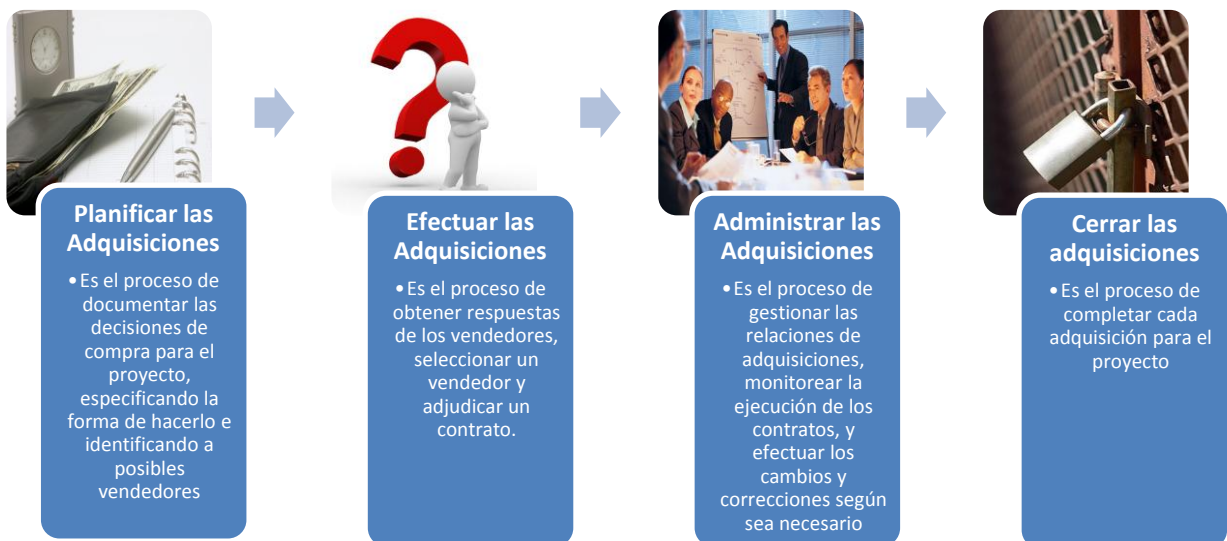 Planificar las
Adquisiciones
• Es el proceso de
documentar las
decisiones de
compra para el
proyecto,
especificando la
forma de hacerlo e
identificando a
posibles
vendedores
Efectuar las
Adquisiciones
• Es el proceso de
obtener respuestas
de los vendedores,
seleccionar un
vendedor y
adjudicar un
contrato.
Administrar las
Adquisiciones
• Es el proceso de
gestionar las
relaciones de
adquisiciones,
monitorear la
ejecución de los
contratos, y
efectuar los
cambios y
correcciones según
sea necesario
Cerrar las
adquisiciones
• Es el proceso de
completar cada
adquisición para el
proyecto